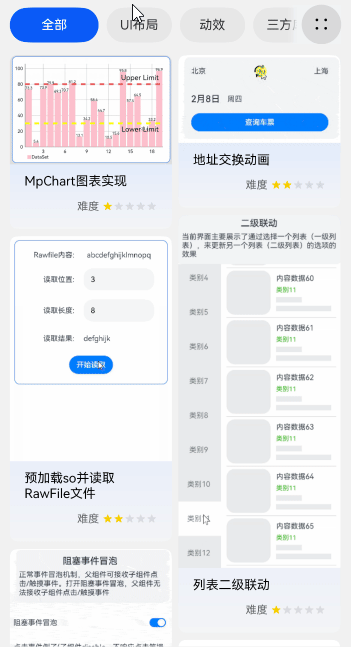 全部
UI布局
动效
三方
Upper Limit
Lower Limit
3 6 9 12 15 18
DataSet
MpChart图表实现
难度
北京
上海
2月8日 周四
查询车票
地址交换动画
难度
Rawfile内容: abcdefghijklmnopq
读取位置: 3
读取长度: 8
读取结果: defghijk
开始读取
预加载so并读取
RawFile文件
难度
二级联动
当前界面主要展示了通过选择一个列表（一级列
表），来更新另一个列表（二级列表）的选项的
效果
类别4
类别5
类别6
类别7
类别8
类别9
类别10
类别12
内容数据60
类别11
内容数据61
类别11
内容数据62
类别11
内容数据63
类别11
内容数据64
类别11
内容数据65
类别11
列表二级联动
难度
阻塞事件冒泡
正常事件冒泡机制，父组件可接收子组件点
击/触摸事件。打开阻塞事件冒泡，父组件无
法接收子组件点击/触摸事件
阻塞事件冒泡